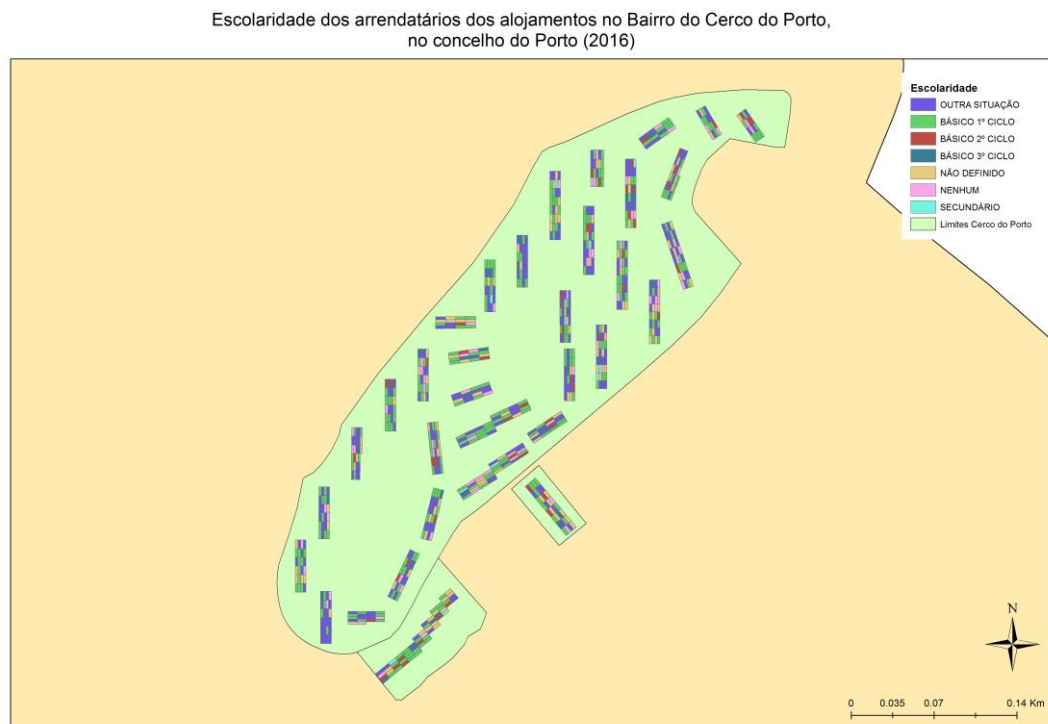 Escolaridade dos arrendatários dos alojamentos no Bairro do Cerco do Porto,
no concelho do Porto (2016)
Escolaridade
OUTRA SITUAÇÃO
BÁSICO 1º CICLO
BÁSICO 2º CICLO
BÁSICO 3º CICLO
NÃO DEFINIDO
NENHUM
SECUNDÁRIO
Limites Cerco do Porto
N
0 0.035 0.07 0.14 Km